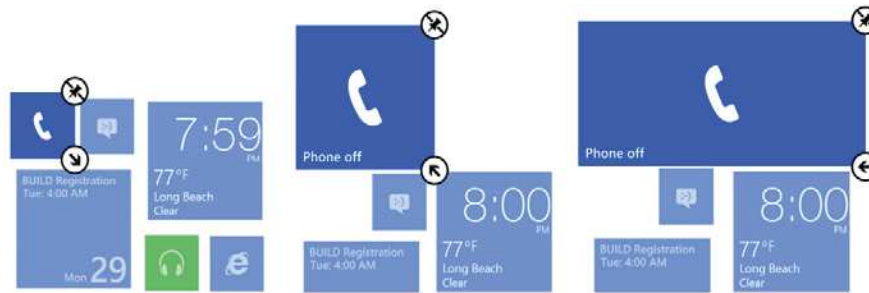 7:59
PM
77°F
Long Beach
Clear
BUILD Registration
Tue: 4:00 AM
Mon 29
Phone off
8:00
PM
77°F
Long Beach
Clear
BUILD Registration
Tue: 4:00 AM
Phone off
8:00
PM
77°F
Long Beach
Clear
BUILD Registration
Tue: 4:00 AM